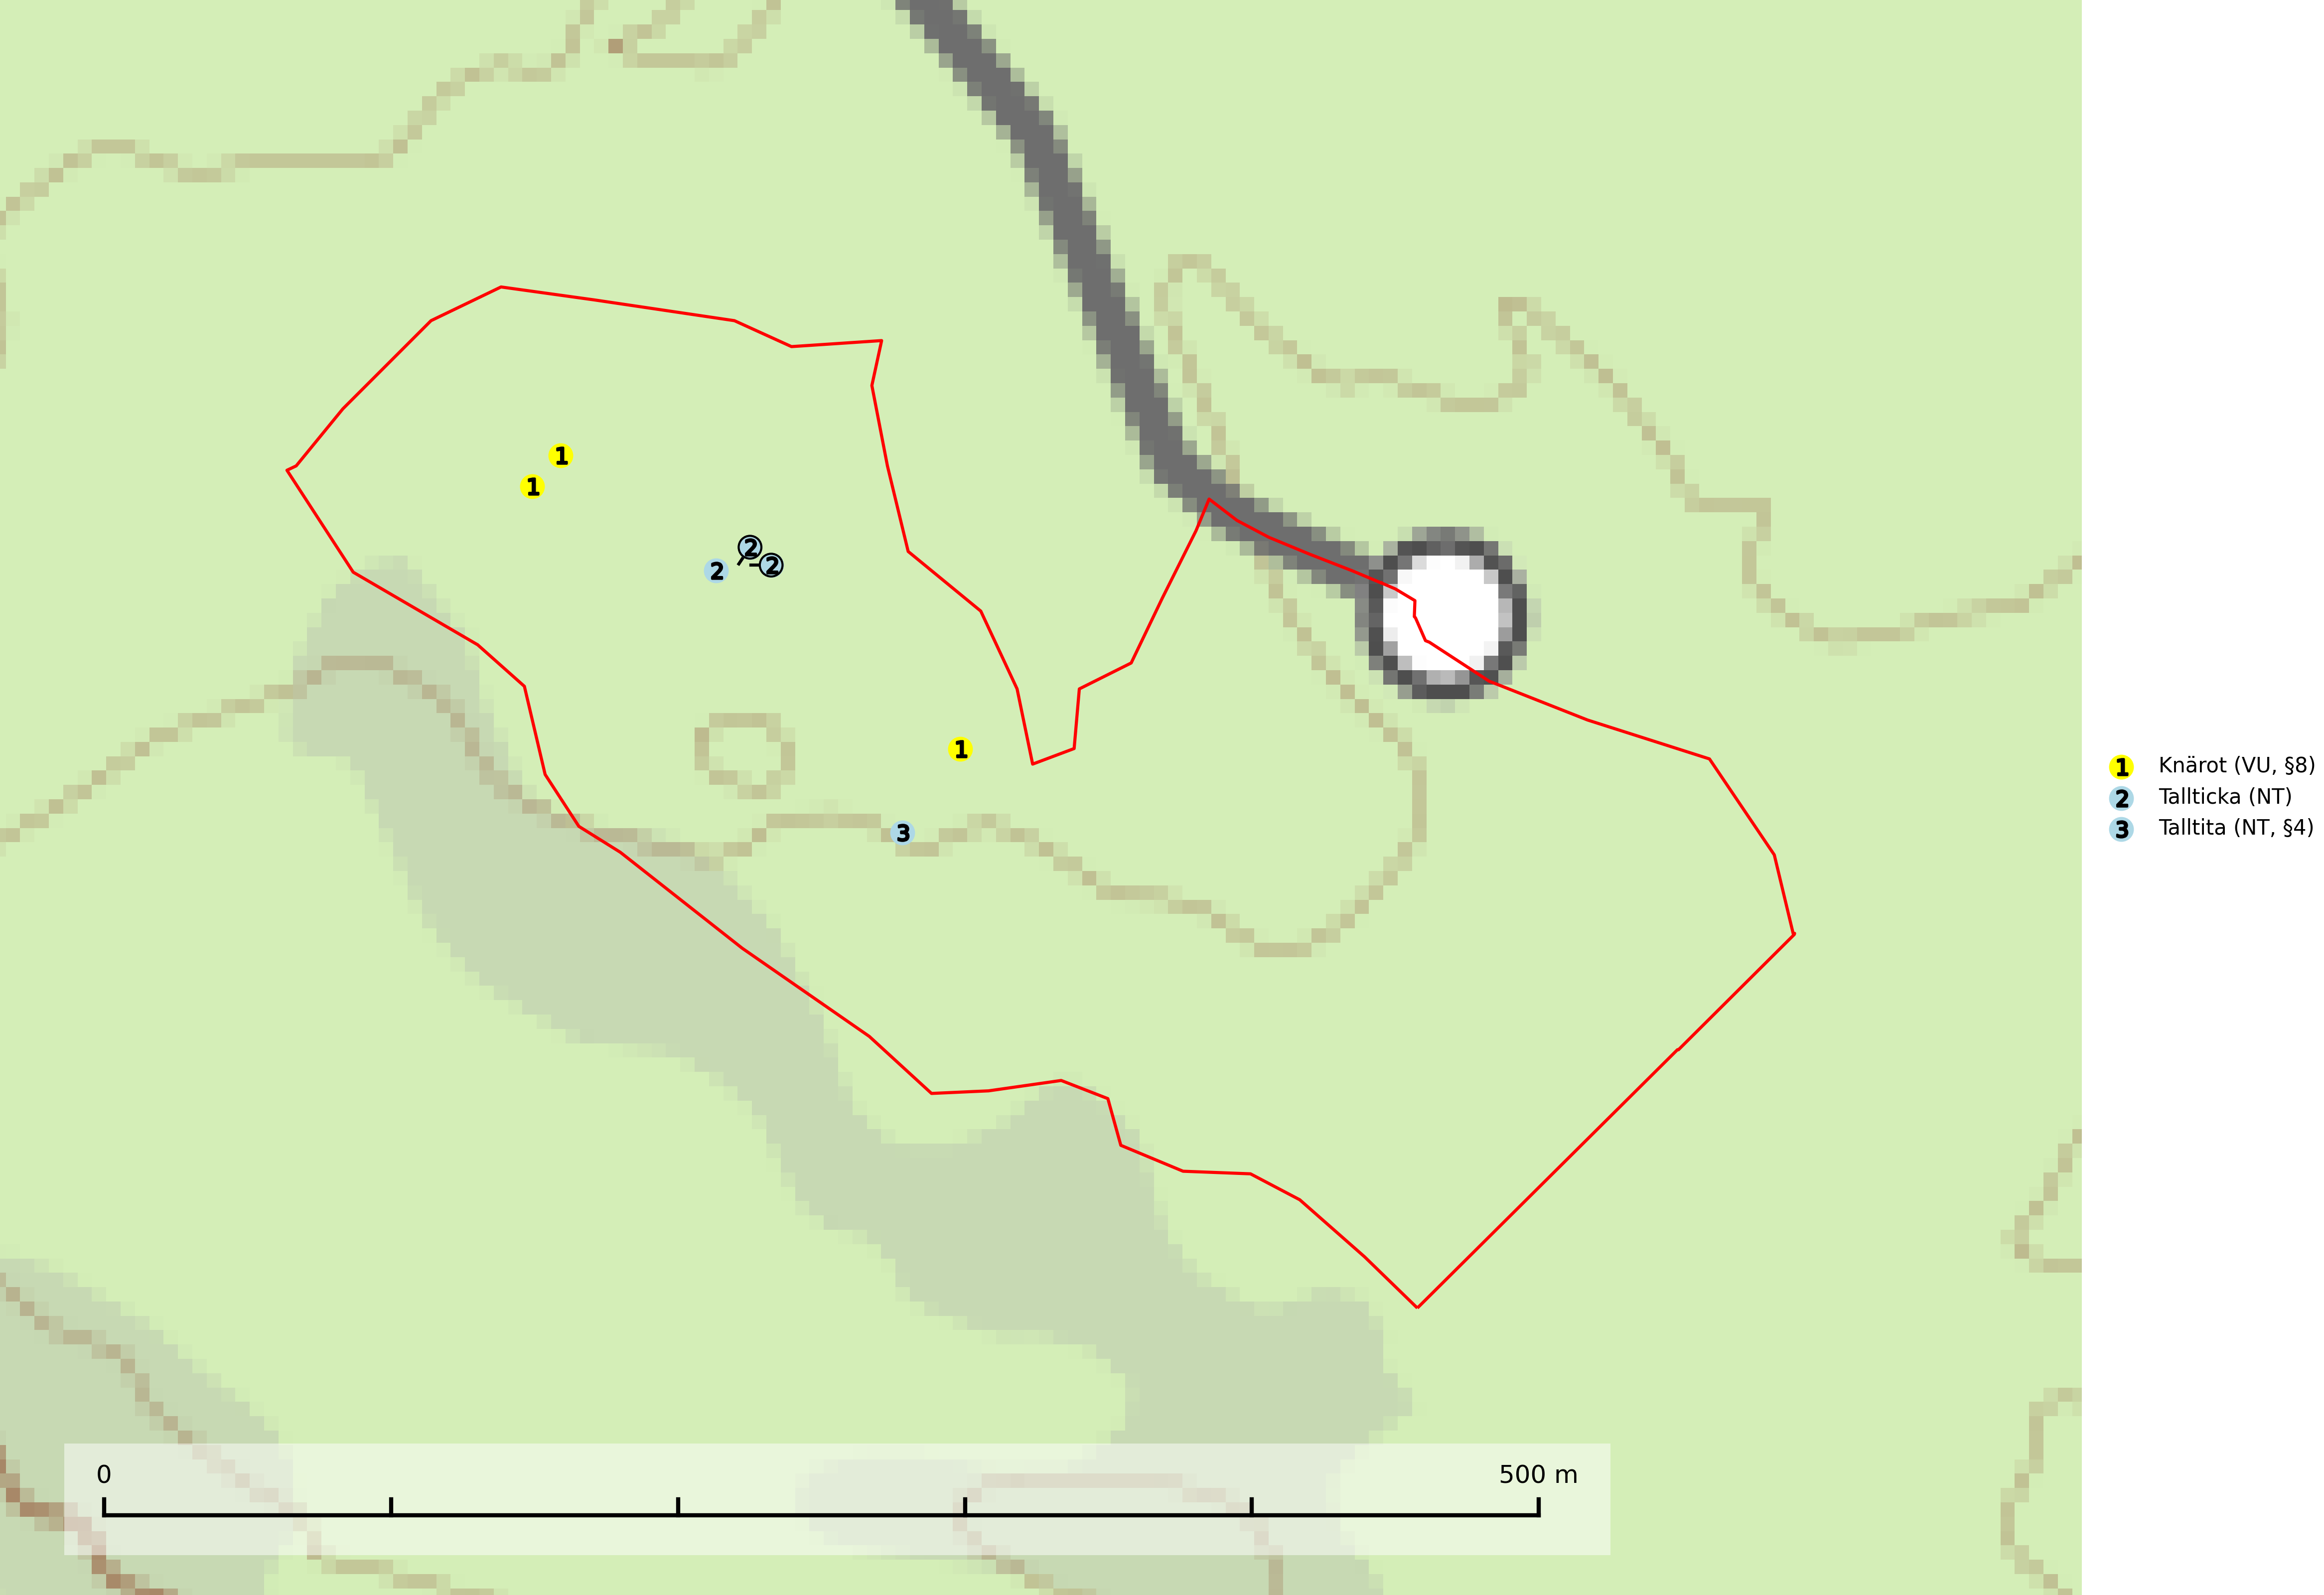 1
1
2
2
2
1
3
1 Knärot (VU, §8)
2 Tallticka (NT)
3 Talltita (NT, §4)
0 500 m